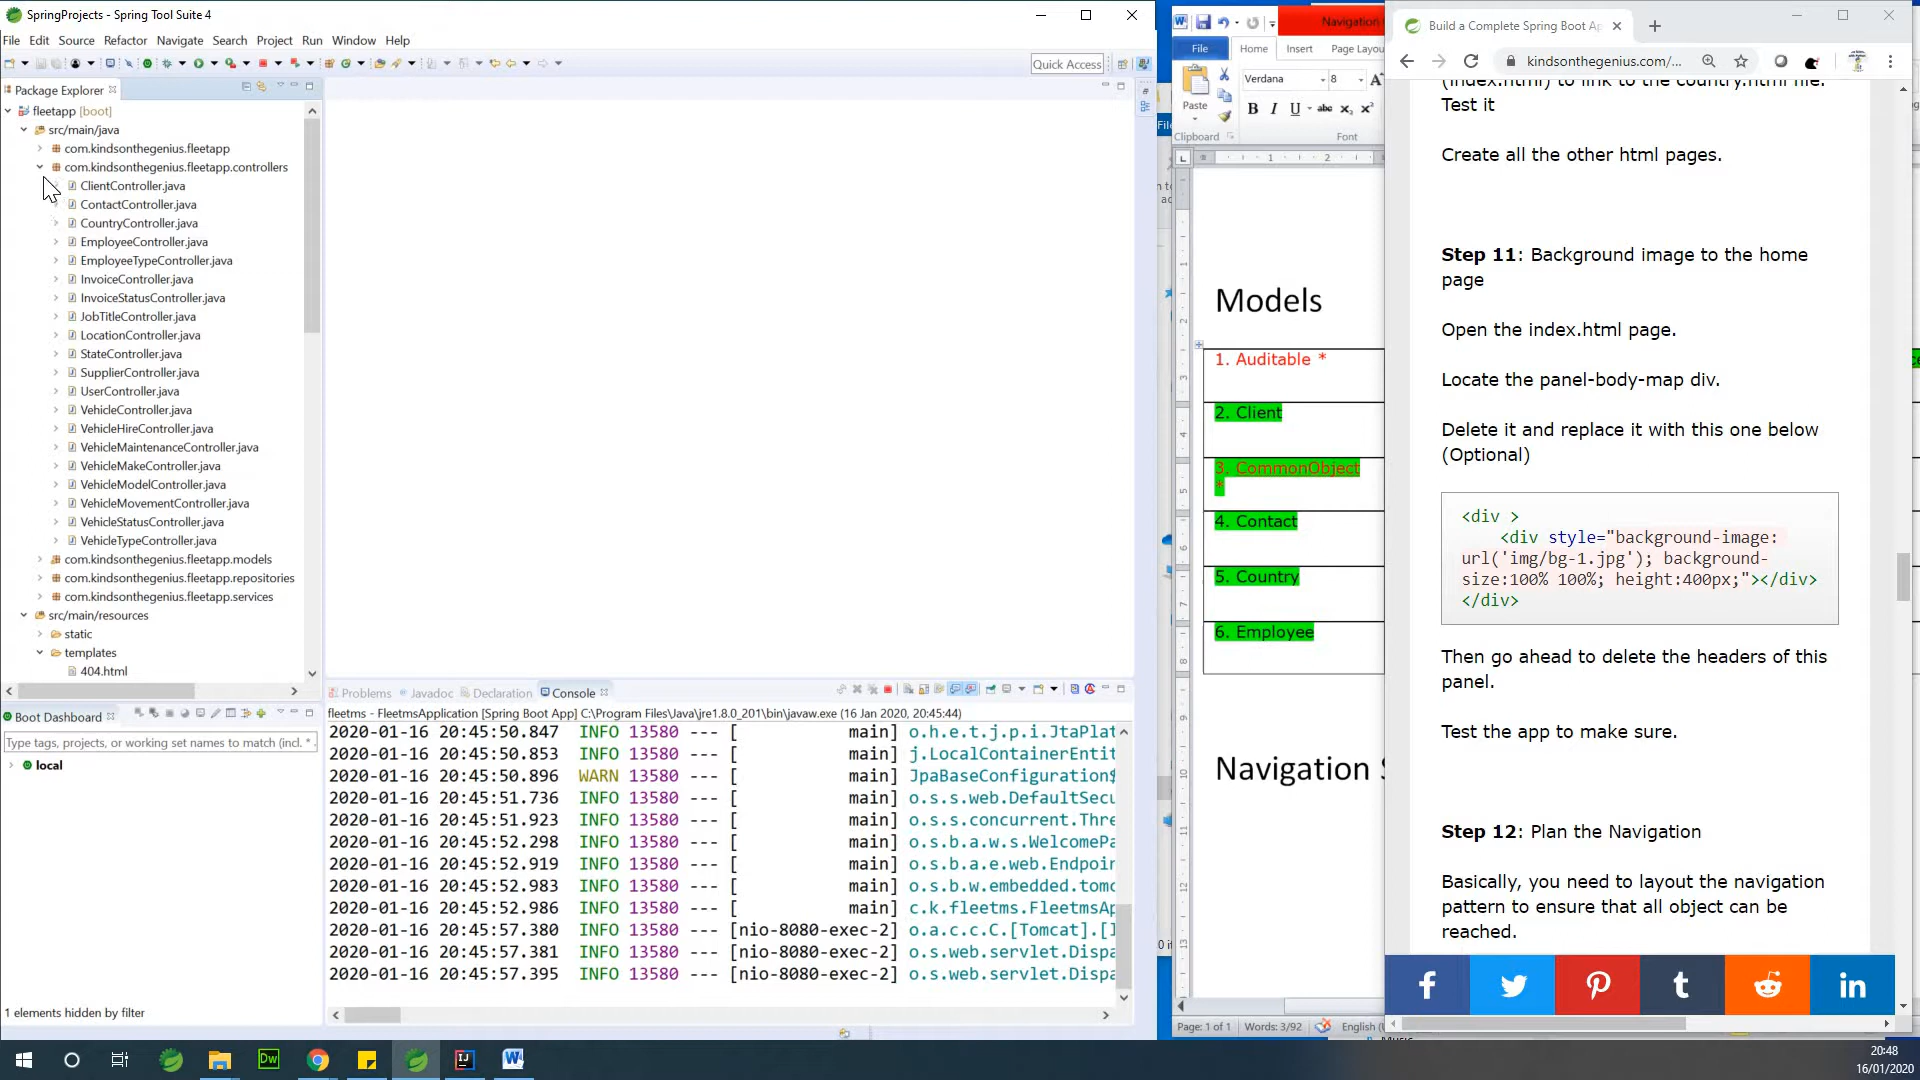 SpringProjects - Spring Tool Suite 4
File Edit Source Refactor Navigate Search Project Run Window Help
Quick Access
Package Explorer
fleetapp [boot]
src/main/java
com.kindsonthegenius.fleetapp
com.kindsonthegenius.fleetapp.controllers
ClientController.java
ContactController.java
CountryController.java
EmployeeController.java
EmployeeTypeController.java
InvoiceController.java
InvoiceStatusController.java
JobTitleController.java
LocationController.java
StateController.java
SupplierController.java
UserController.java
VehicleController.java
VehicleHireController.java
VehicleMaintenanceController.java
VehicleMakeController.java
VehicleModelController.java
VehicleMovementController.java
VehicleStatusController.java
VehicleTypeController.java
com.kindsonthegenius.fleetapp.models
com.kindsonthegenius.fleetapp.repositories
com.kindsonthegenius.fleetapp.services
src/main/resources
static
templates
404.html
Boot Dashboard
Type tags, projects, or working set names to match (incl. *
local
1 elements hidden by filter
Problems Javadoc Declaration Console
fleetms - FleetmsApplication [Spring Boot App] C:\Program Files\Java\jre1.8.0_201\bin\javaw.exe (16 Jan 2020, 20:45:44)
2020-01-16 20:45:50.847 INFO 13580 --- [ main] o.h.e.t.j.p.i.JtaPlat
2020-01-16 20:45:50.853 INFO 13580 --- [ main] j.LocalContainerEntit
2020-01-16 20:45:50.896 WARN 13580 --- [ main] JpaBaseConfiguration$
2020-01-16 20:45:51.736 INFO 13580 --- [ main] o.s.s.web.DefaultSecu
2020-01-16 20:45:51.923 INFO 13580 --- [ main] o.s.s.concurrent.Thre
2020-01-16 20:45:52.298 INFO 13580 --- [ main] o.s.b.a.w.s.WelcomePa
2020-01-16 20:45:52.919 INFO 13580 --- [ main] o.s.b.a.e.web.Endpoin
2020-01-16 20:45:52.983 INFO 13580 --- [ main] o.s.b.w.embedded.tomc
2020-01-16 20:45:52.986 INFO 13580 --- [ main] c.k.fleetms.FleetmsAp
2020-01-16 20:45:57.380 INFO 13580 --- [nio-8080-exec-2] o.a.c.c.C.[Tomcat].[l
2020-01-16 20:45:57.381 INFO 13580 --- [nio-8080-exec-2] o.s.web.servlet.Dispa
2020-01-16 20:45:57.395 INFO 13580 --- [nio-8080-exec-2] o.s.web.servlet.Dispa
Navigation
File Home Insert Page Layou
Verdana 8
Paste
Clipboard Font
Models
1. Auditable *
2. Client
3. CommonObject
*
4. Contact
5. Country
6. Employee
Navigation S
Page: 1 of 1 Words: 3/92 English (
Build a Complete Spring Boot Ap
kindsonthegenius.com/...
(index.html) to link to the country.html file.
Test it
Create all the other html pages.
Step 11: Background image to the home
page
Open the index.html page.
Locate the panel-body-map div.
Delete it and replace it with this one below
(Optional)
<div >
<div style="background-image:
url('img/bg-1.jpg'); background-
size:100% 100%; height:400px;"></div>
</div>
Then go ahead to delete the headers of this
panel.
Test the app to make sure.
Step 12: Plan the Navigation
Basically, you need to layout the navigation
pattern to ensure that all object can be
reached.
20:48
16/01/2020